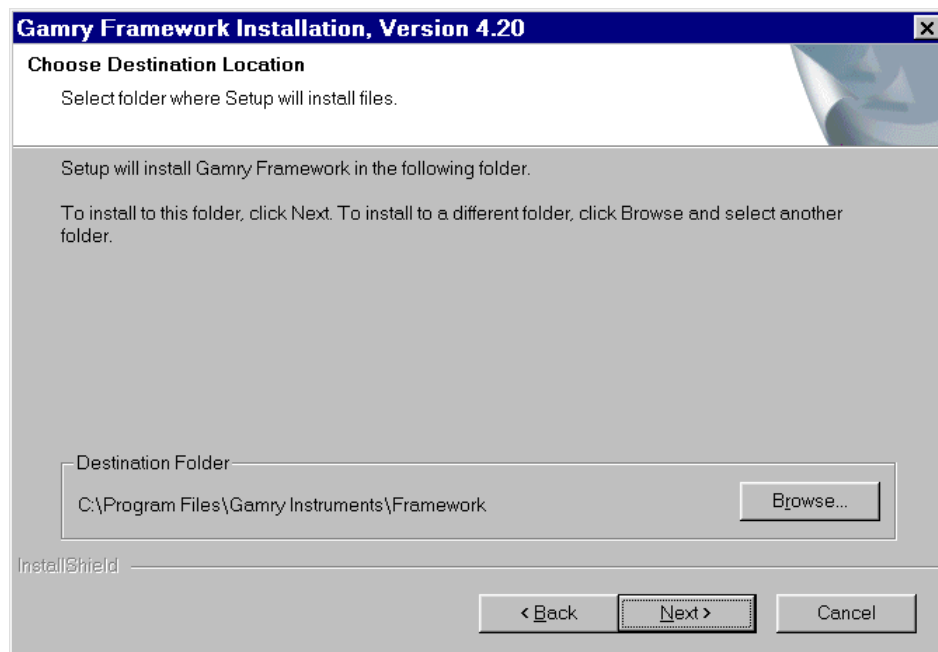 Gamry Framework Installation, Version 4.20
Choose Destination Location
Select folder where Setup will install files.
Setup will install Gamry Framework in the following folder.
To install to this folder, click Next. To install to a different folder, click Browse and select another
folder.
Destination Folder
C:\Program Files\Gamry Instruments\Framework
Browse...
InstallShield
< Back
Next >
Cancel